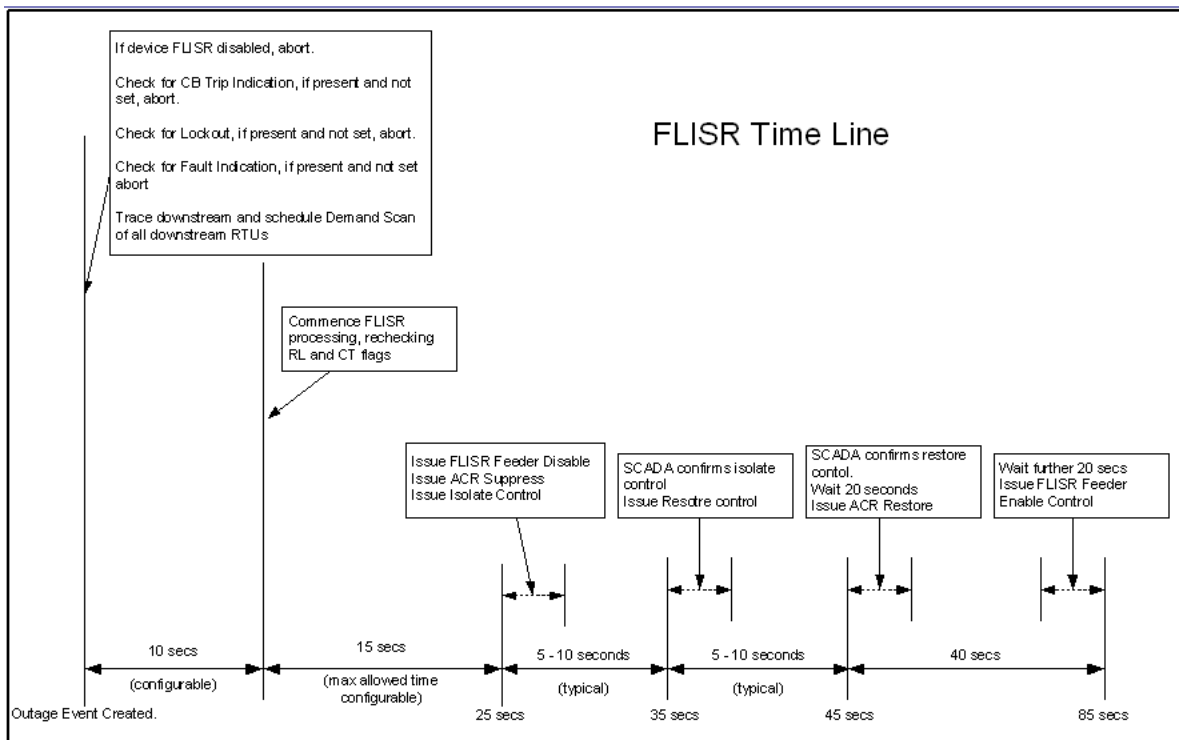 If device FLISR disabled, abort.
Check for CB Trip Indication, if present and not
set, abort.
Check for Lockout, if present and not set, abort.
Check for Fault Indication, if present and not set
abort
Trace downstream and schedule Demand Scan
of all downstream RTUs
FLISR Time Line
Commence FLISR
processing, rechecking
RL and CT flags
Issue FLISR Feeder Disable
Issue ACR Suppress
Issue Isolate Control
SCADA confirms isolate
control
Issue Resotre control
SCADA confirms restore
contol.
Wait 20 seconds
Issue ACR Restore
Wait further 20 secs
Issue FLISR Feeder
Enable Control
10 secs
(configurable)
15 secs
(max allowed time
configurable)
5 - 10 seconds
(typical)
5 - 10 seconds
(typical)
40 secs
Outage Event Created.
25 secs
35 secs
45 secs
85 secs